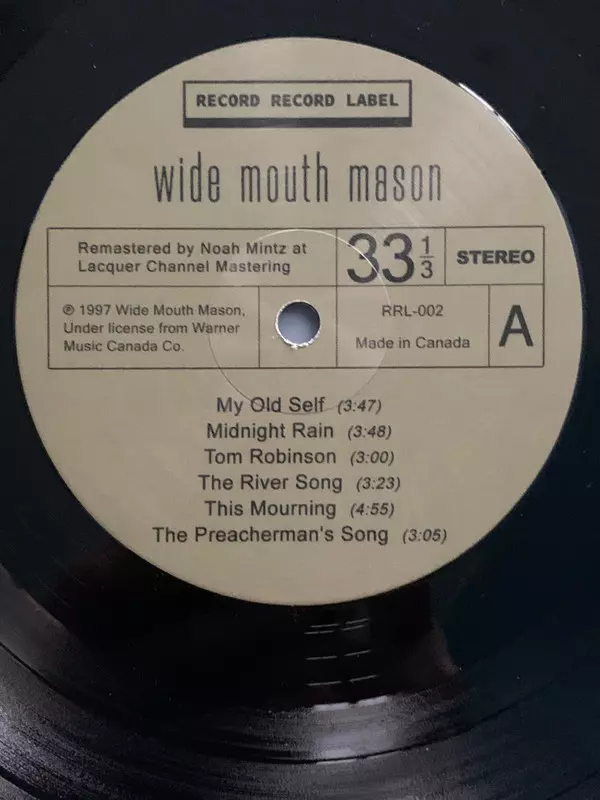 RECORD RECORD LABEL
wide mouth mason
Remastered by Noah Mintz at
Lacquer Channel Mastering
33 1/3
STEREO
℗ 1997 Wide Mouth Mason,
Under license from Warner
Music Canada Co.
RRL-002
Made in Canada
A
My Old Self (3:47)
Midnight Rain (3:48)
Tom Robinson (3:00)
The River Song (3:23)
This Mourning (4:55)
The Preacherman's Song (3:05)